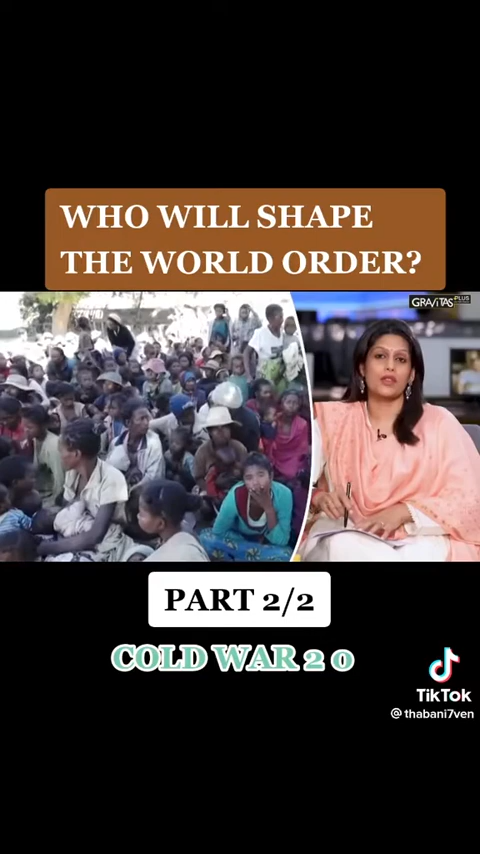 WHO WILL SHAPE
THE WORLD ORDER?
GRAVITAS PLUS
PART 2/2
COLD WAR 2 0
TikTok
@thabani7ven